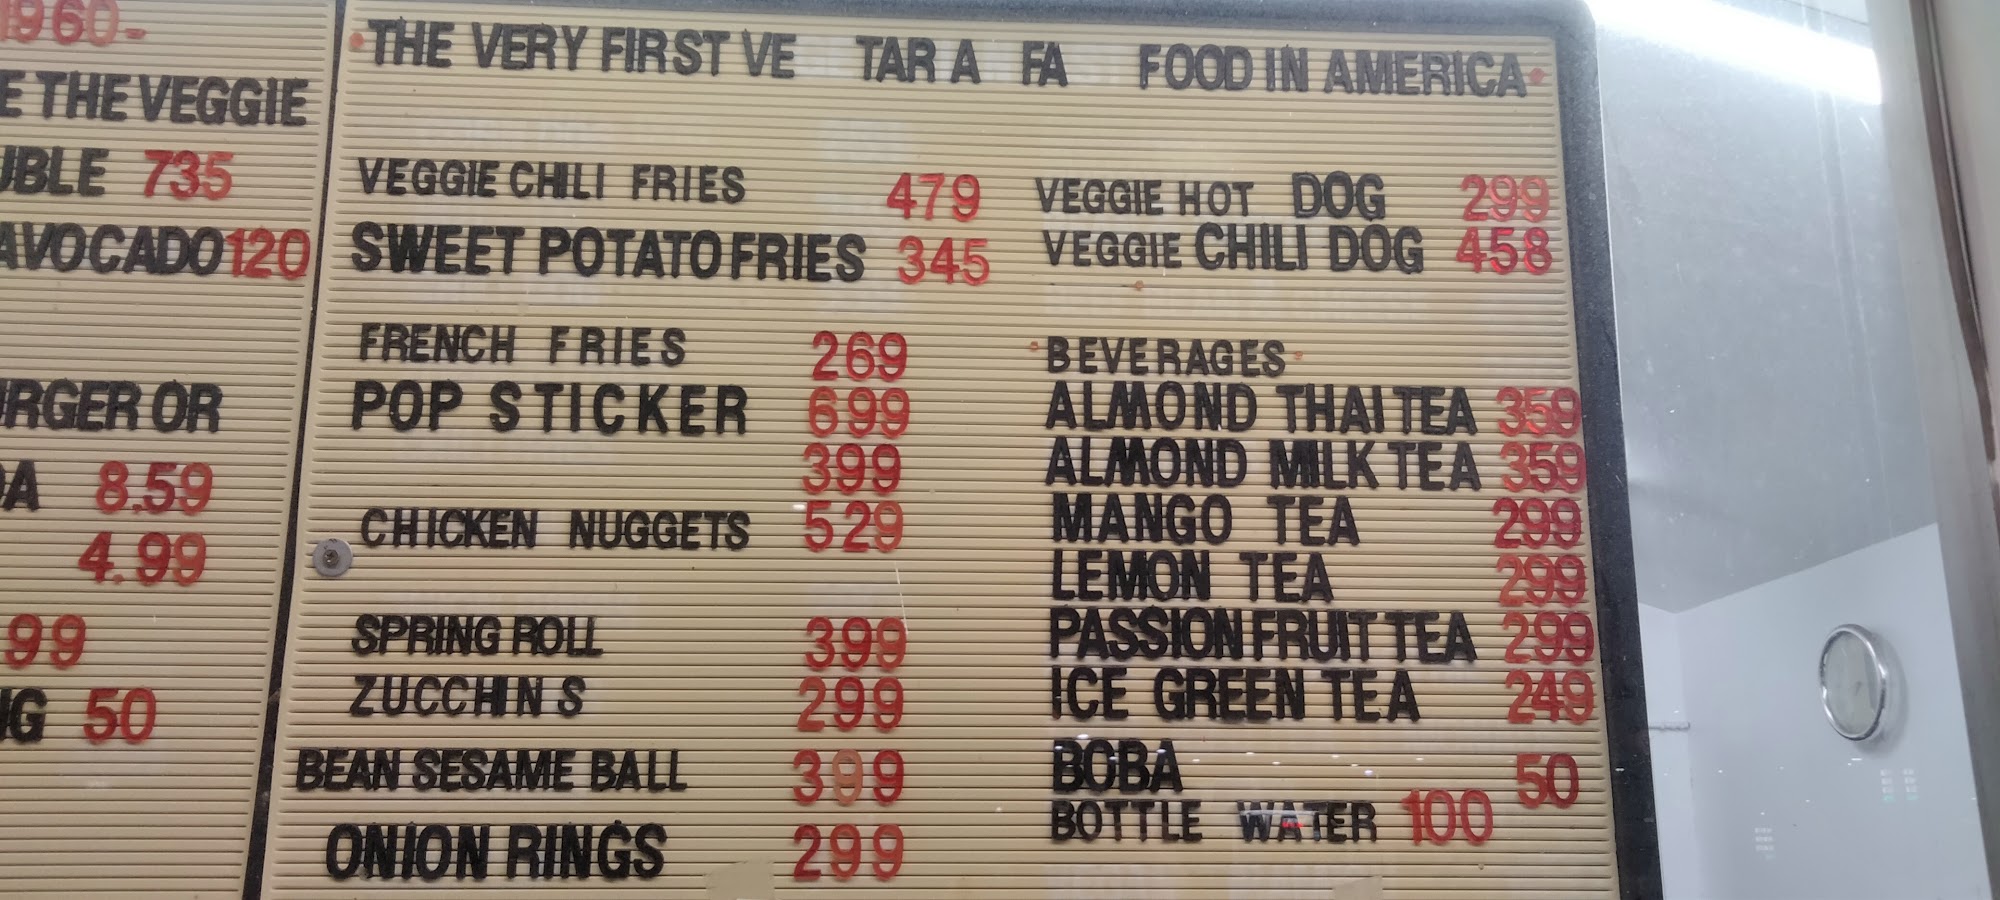 1960-
E THE VEGGIE
UBLE 735
AVOCADO 120
URGER OR
DA 8.59
4.99
99
NG 50
·THE VERY FIRST VE TAR A FA FOOD IN AMERICA·
VEGGIE CHILI FRIES 479
SWEET POTATO FRIES 345
FRENCH FRIES 269
POP STICKER 699
399
CHICKEN NUGGETS 529
SPRING ROLL 399
ZUCCHIN S 299
BEAN SESAME BALL 399
ONION RINGS 299
VEGGIE HOT DOG 299
VEGGIE CHILI DOG 458
·BEVERAGES·
ALMOND THAI TEA 359
ALMOND MILK TEA 359
MANGO TEA 299
LEMON TEA 299
PASSION FRUIT TEA 299
ICE GREEN TEA 249
BOBA 50
BOTTLE WATER 100